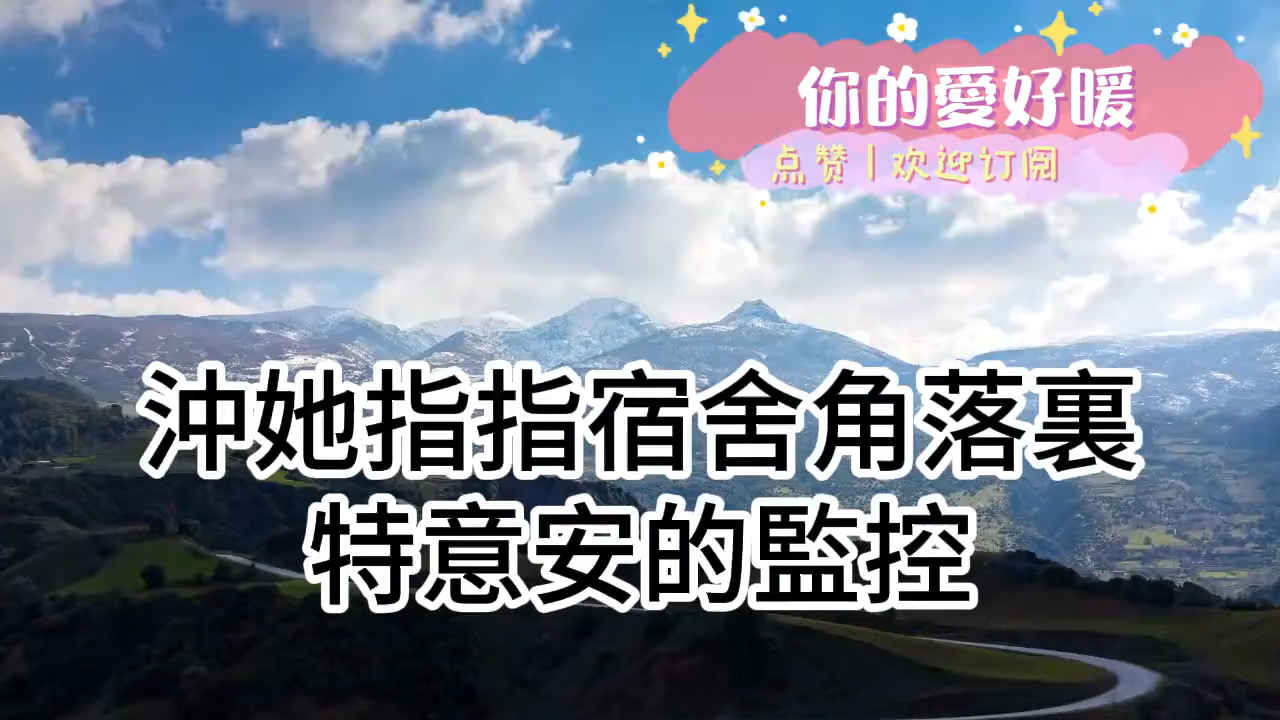 你的愛好暖
点赞丨欢迎订阅
沖她指指宿舍角落裏
特意安的監控